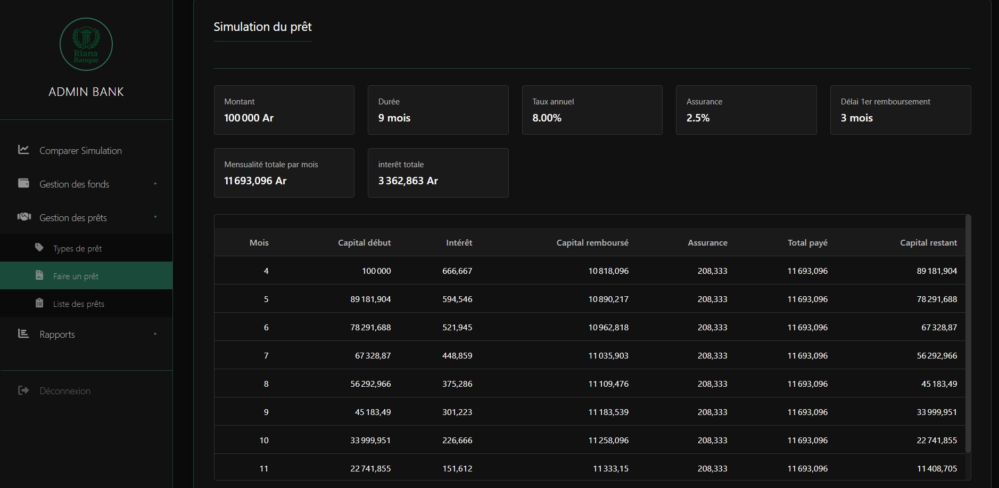 Riana
Banque
ADMIN BANK
Comparer Simulation
Gestion des fonds
Gestion des prêts
Types de prêt
Faire un prêt
Liste des prêts
Rapports
Déconnexion
Simulation du prêt
Montant
100 000 Ar
Durée
9 mois
Taux annuel
8.00%
Assurance
2.5%
Délai 1er remboursement
3 mois
Mensualité totale par mois
11 693,096 Ar
interêt totale
3 362,863 Ar
Mois Capital début Intérêt Capital remboursé Assurance Total payé Capital restant
4 100 000 666,667 10 818,096 208,333 11 693,096 89 181,904
5 89 181,904 594,546 10 890,217 208,333 11 693,096 78 291,688
6 78 291,688 521,945 10 962,818 208,333 11 693,096 67 328,87
7 67 328,87 448,859 11 035,903 208,333 11 693,096 56 292,966
8 56 292,966 375,286 11 109,476 208,333 11 693,096 45 183,49
9 45 183,49 301,223 11 183,539 208,333 11 693,096 33 999,951
10 33 999,951 226,666 11 258,096 208,333 11 693,096 22 741,855
11 22 741,855 151,612 11 333,15 208,333 11 693,096 11 408,705